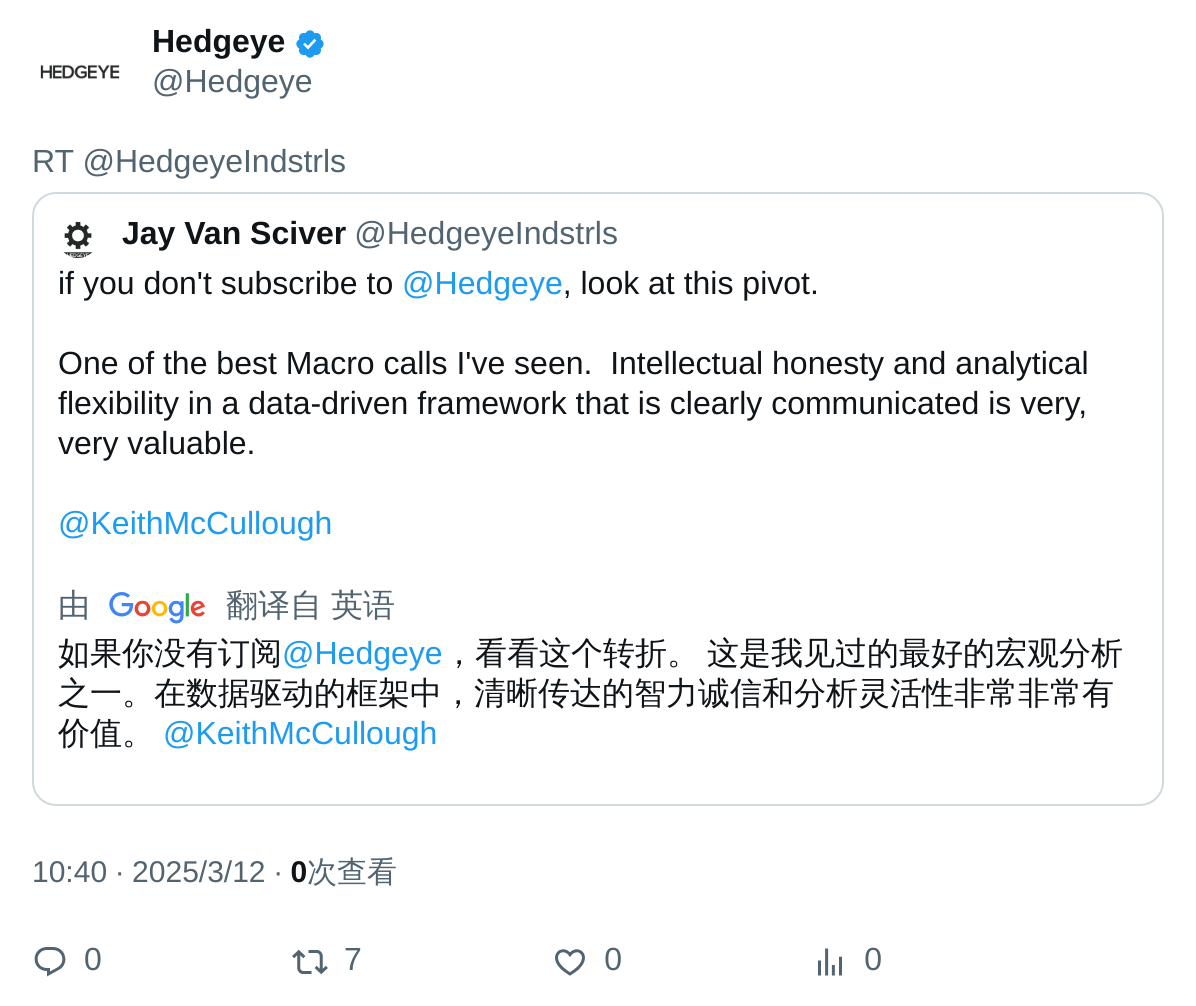 HEDGEYE
Hedgeye
@Hedgeye
RT @HedgeyeIndstrls
Jay Van Sciver @HedgeyeIndstrls
if you don't subscribe to @Hedgeye, look at this pivot.
One of the best Macro calls I've seen.  Intellectual honesty and analytical
flexibility in a data-driven framework that is clearly communicated is very,
very valuable.
@KeithMcCullough
由 Google 翻译自 英语
如果你没有订阅@Hedgeye，看看这个转折。 这是我见过的最好的宏观分析
之一。在数据驱动的框架中，清晰传达的智力诚信和分析灵活性非常非常有
价值。 @KeithMcCullough
10:40 · 2025/3/12 · 0次查看
0 7 0 0